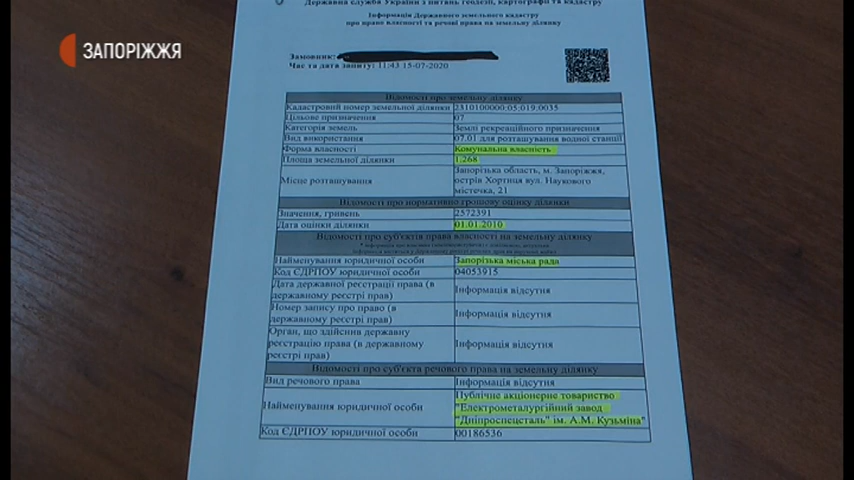 Державна служба України з питань геодезії, картографії та кадастру
Інформація Державного земельного кадастру
про право власності та речові права на земельну ділянку
ЗАПОРІЖЖЯ
Замовник:
Час та дата запиту: 11:43 15-07-2020
Відомості про земельну ділянку
Кадастровий номер земельної ділянки 2310100000:05:019:0035
Цільове призначення 07
Категорія земель Землі рекреаційного призначення
Вид використання 07.01 для розташування водної станції
Форма власності Комунальна власність
Площа земельної ділянки 1.268
Місце розташування Запорізька область, м. Запоріжжя,
острів Хортиця вул. Наукового
містечка, 21
Відомості про нормативно грошову оцінку ділянки
Значення, гривень 2572391
Дата оцінки ділянки 01.01.2010
Відомості про суб'єктів права власності на земельну ділянку
Найменування юридичної особи Запорізька міська рада
Код ЄДРПОУ юридичної особи 04053915
Дата державної реєстрації права (в
державному реєстрі прав) Інформація відсутня
Номер запису про право (в
державному реєстрі прав) Інформація відсутня
Орган, що здійснив державну
реєстрацію права (в державному
реєстрі прав) Інформація відсутня
Відомості про суб'єкта речового права на земельну ділянку
Вид речового права Інформація відсутня
Найменування юридичної особи Публічне акціонерне товариство
"Електрометалургійний завод
"Дніпроспецсталь" ім. А.М. Кузьміна"
Код ЄДРПОУ юридичної особи 00186536